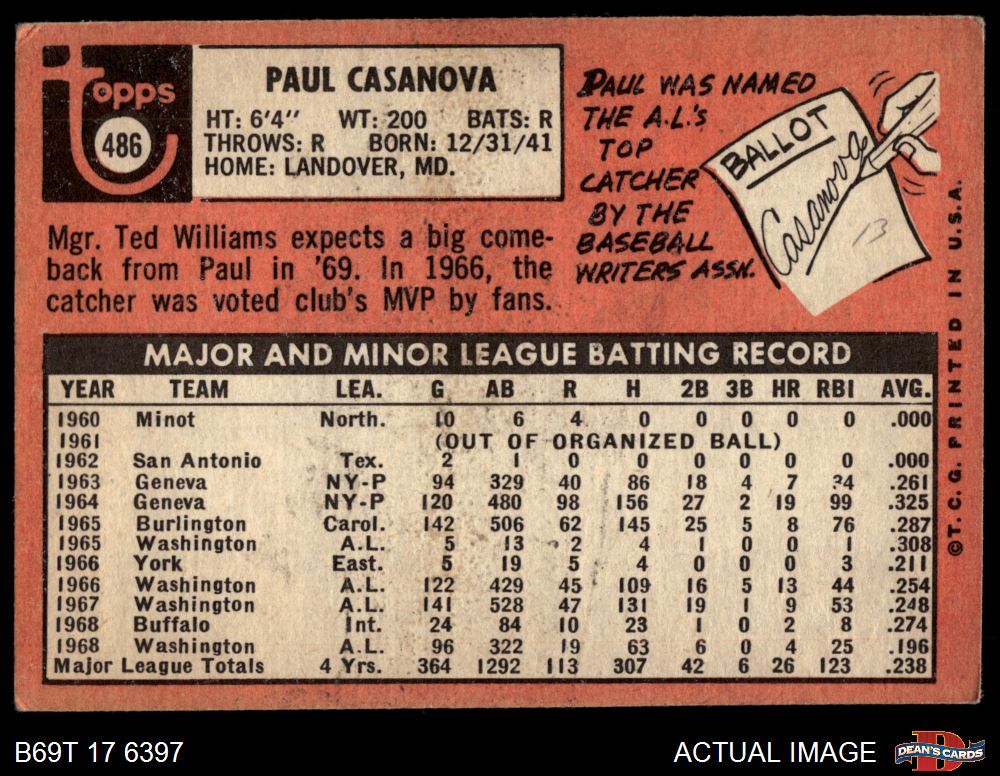 Topps
486
PAUL CASANOVA
HT: 6'4" WT: 200 BATS: R
THROWS: R BORN: 12/31/41
HOME: LANDOVER, MD.
Mgr. Ted Williams expects a big come-
back from Paul in '69. In 1966, the
catcher was voted club's MVP by fans.
PAUL WAS NAMED
THE A.L.'S
TOP
CATCHER
BY THE
BASEBALL
WRITERS ASSN.
BALLOT
Casanova
13
MAJOR AND MINOR LEAGUE BATTING RECORD
YEAR TEAM LEA. G AB R H 2B 3B HR RBI AVG.
1960 Minot North. 10 6 4 0 0 0 0 0 .000
1961 (OUT OF ORGANIZED BALL)
1962 San Antonio Tex. 2 1 0 0 0 0 0 0 .000
1963 Geneva NY-P 94 329 40 86 18 4 7 34 .261
1964 Geneva NY-P 120 480 98 156 27 2 19 99 .325
1965 Burlington Carol. 142 506 62 145 25 5 8 76 .287
1965 Washington A.L. 5 13 2 4 1 0 0 1 .308
1966 York East. 5 19 5 4 0 0 0 3 .211
1966 Washington A.L. 122 429 45 109 16 5 13 44 .254
1967 Washington A.L. 141 528 47 131 19 1 9 53 .248
1968 Buffalo Int. 24 84 10 23 1 0 2 8 .274
1968 Washington A.L. 96 322 19 63 6 0 4 25 .196
Major League Totals 4 Yrs. 364 1292 113 307 42 6 26 123 .238
©T.C.G. PRINTED IN U.S.A.
B69T 17 6397
ACTUAL IMAGE
DEAN'S CARDS